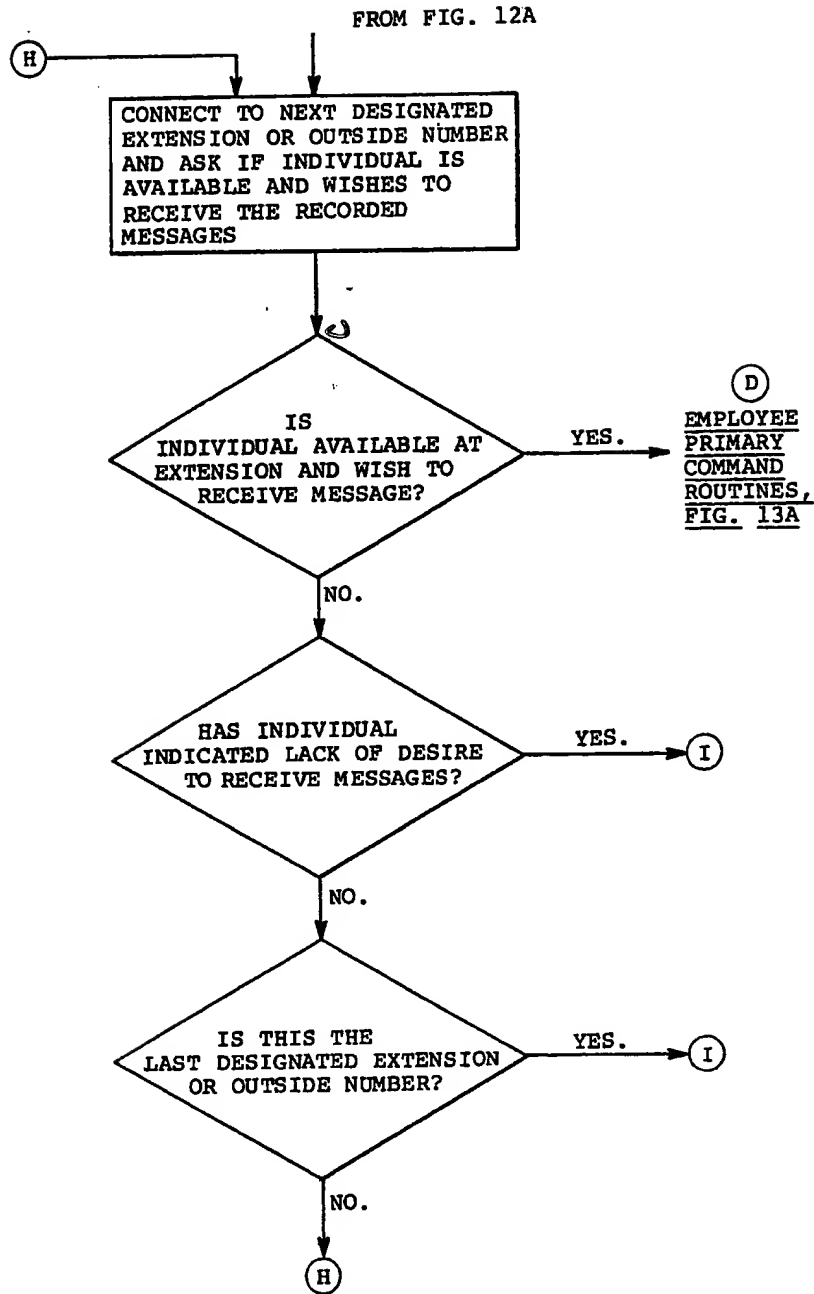 FROM FIG. 12A
H
CONNECT TO NEXT DESIGNATED
EXTENSION OR OUTSIDE NUMBER
AND ASK IF INDIVIDUAL IS
AVAILABLE AND WISHES TO
RECEIVE THE RECORDED
MESSAGES
IS
INDIVIDUAL AVAILABLE AT
EXTENSION AND WISH TO
RECEIVE MESSAGE?
YES.
D
EMPLOYEE
PRIMARY
COMMAND
ROUTINES,
FIG. 13A
NO.
HAS INDIVIDUAL
INDICATED LACK OF DESIRE
TO RECEIVE MESSAGES?
YES.
I
NO.
IS THIS THE
LAST DESIGNATED EXTENSION
OR OUTSIDE NUMBER?
YES.
I
NO.
H